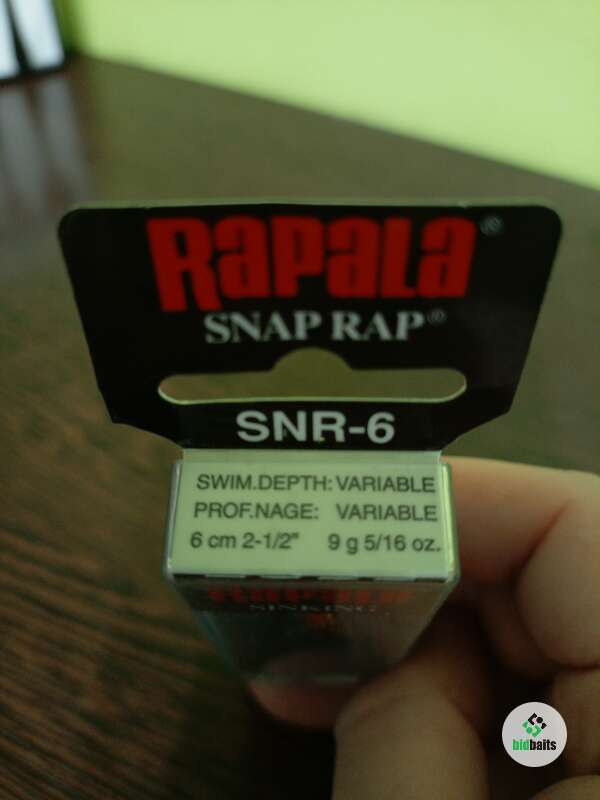 RAPALA®
SNAP RAP®
SNR-6
SWIM.DEPTH: VARIABLE
PROF.NAGE: VARIABLE
6 cm 2-1/2" 9 g 5/16 oz.
RAPALA
SINKING
bidbaits